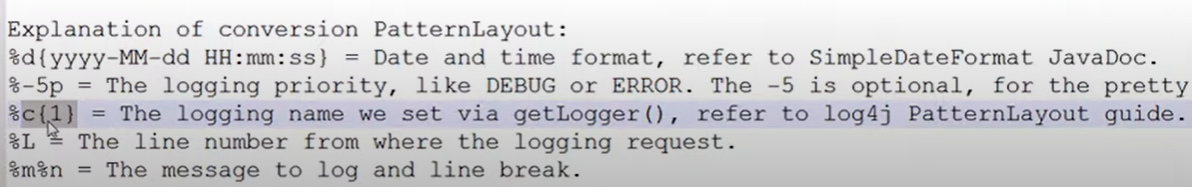 Explanation of conversion PatternLayout:
%d{yyyy-MM-dd HH:mm:ss} = Date and time format, refer to SimpleDateFormat JavaDoc.
%-5p = The logging priority, like DEBUG or ERROR. The -5 is optional, for the pretty
%c{1} = The logging name we set via getLogger(), refer to log4j PatternLayout guide.
%L = The line number from where the logging request.
%m%n = The message to log and line break.